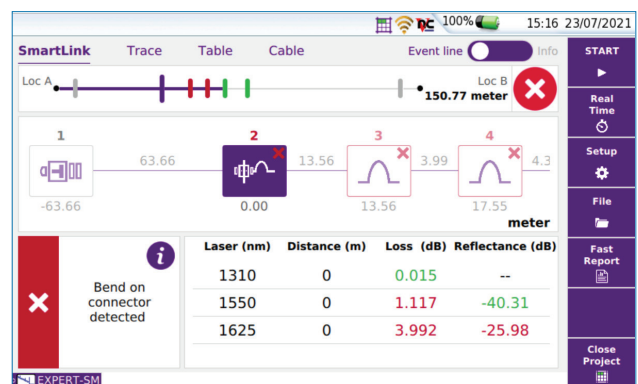 100% 15:16 23/07/2021
SmartLink Trace Table Cable Event line Info
START
Loc A
Loc B
150.77 meter
Real
Time
1 2 3 4
Setup
63.66 13.56 3.99 4.3
-63.66 0.00 13.56 17.55
meter
File
Laser (nm) Distance (m) Loss (dB) Reflectance (dB)
1310 0 0.015 --
1550 0 1.117 -40.31
1625 0 3.992 -25.98
i
Bend on
connector
detected
Fast
Report
Close
Project
EXPERT-SM